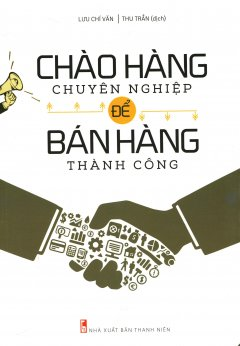 LƯU CHÍ VĂN | THU TRẦN (dịch)
CHÀO HÀNG
CHUYÊN NGHIỆP
ĐỂ
BÁN HÀNG
THÀNH CÔNG
NHÀ XUẤT BẢN THANH NIÊN